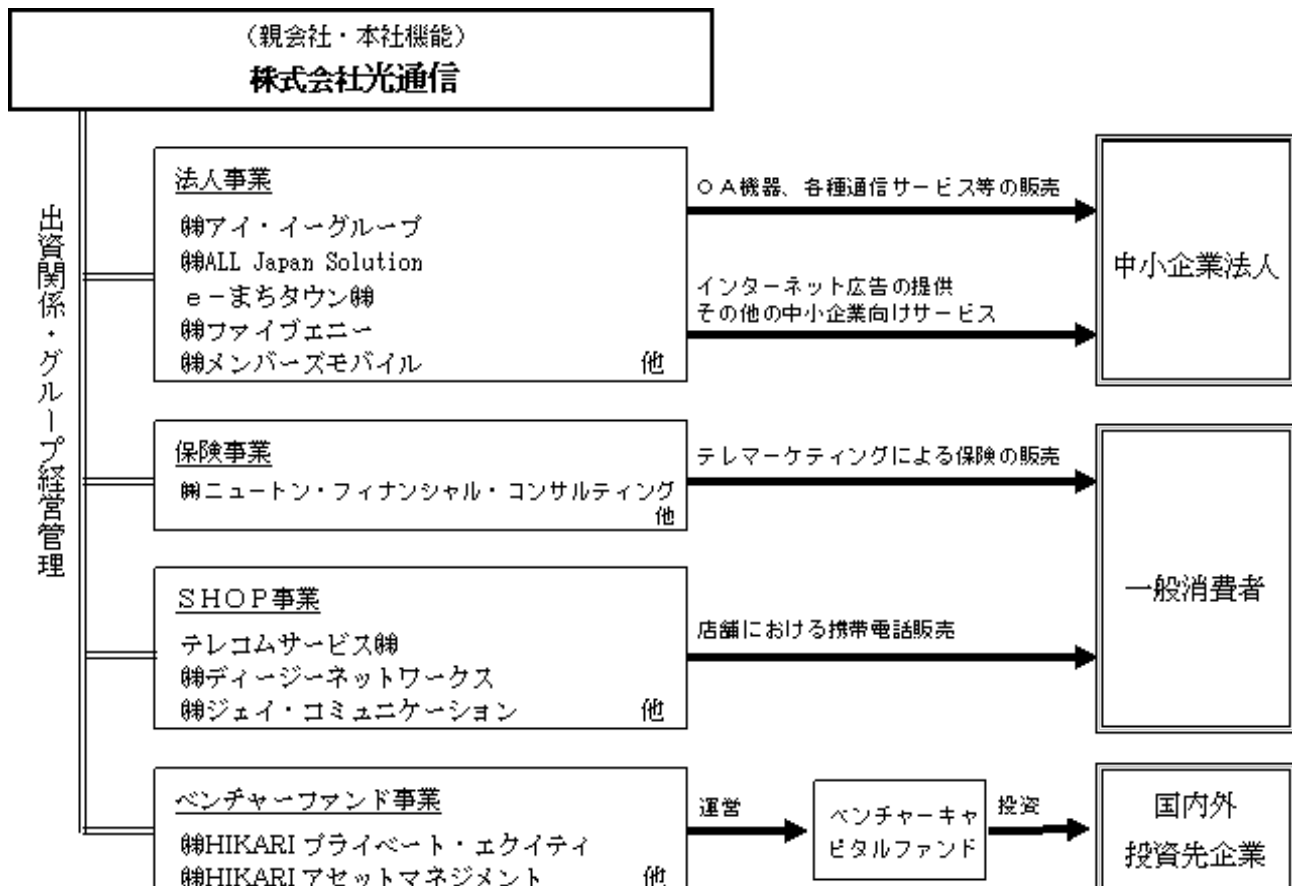 （親会社・本社機能）
株式会社光通信
出資関係・グループ経営管理
法人事業
㈱アイ・イーグループ
㈱ALL Japan Solution
ｅ－まちタウン㈱
㈱ファイブエニー
㈱メンバーズモバイル 他
ＯＡ機器、各種通信サービス等の販売
インターネット広告の提供
その他の中小企業向けサービス
中小企業法人
保険事業
㈱ニュートン・フィナンシャル・コンサルティング
他
テレマーケティングによる保険の販売
ＳＨＯＰ事業
テレコムサービス㈱
㈱ディージーネットワークス
㈱ジェイ・コミュニケーション 他
店舗における携帯電話販売
一般消費者
ベンチャーファンド事業
㈱HIKARI プライベート・エクイティ
㈱HIKARI アセットマネジメント 他
運営
ベンチャーキャ
ピタルファンド
投資
国内外
投資先企業